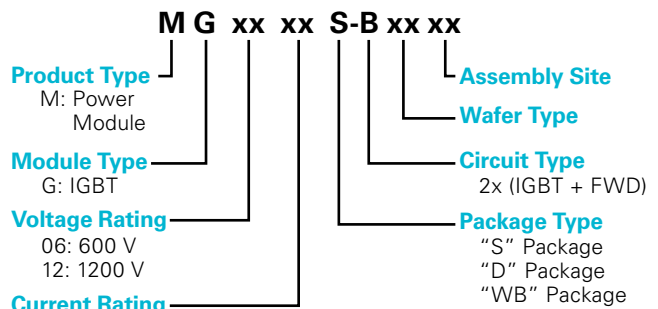 M G xx xx S-B xx xx
Product Type
M: Power
Module
Module Type
G: IGBT
Voltage Rating
06: 600 V
12: 1200 V
Current Rating
Assembly Site
Wafer Type
Circuit Type
2x (IGBT + FWD)
Package Type
“S” Package
“D” Package
“WB” Package